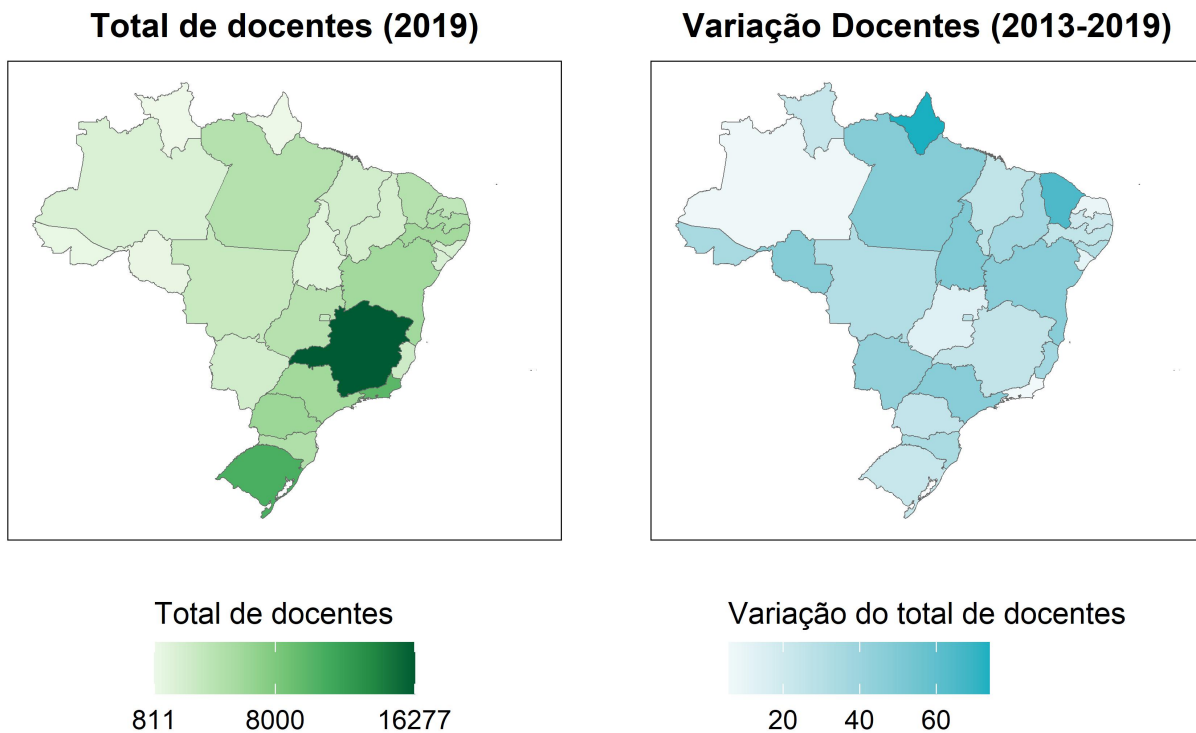 Total de docentes (2019)
Variação Docentes (2013-2019)
Total de docentes
811 8000 16277
Variação do total de docentes
20 40 60